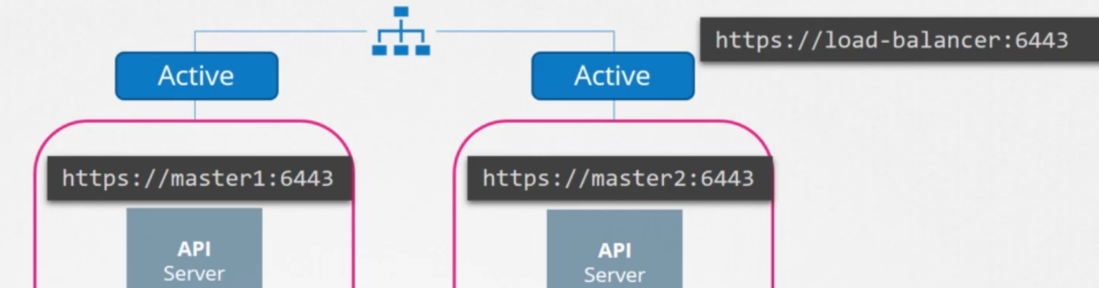 https://load-balancer:6443
Active
Active
https://master1:6443
https://master2:6443
API
Server
API
Server